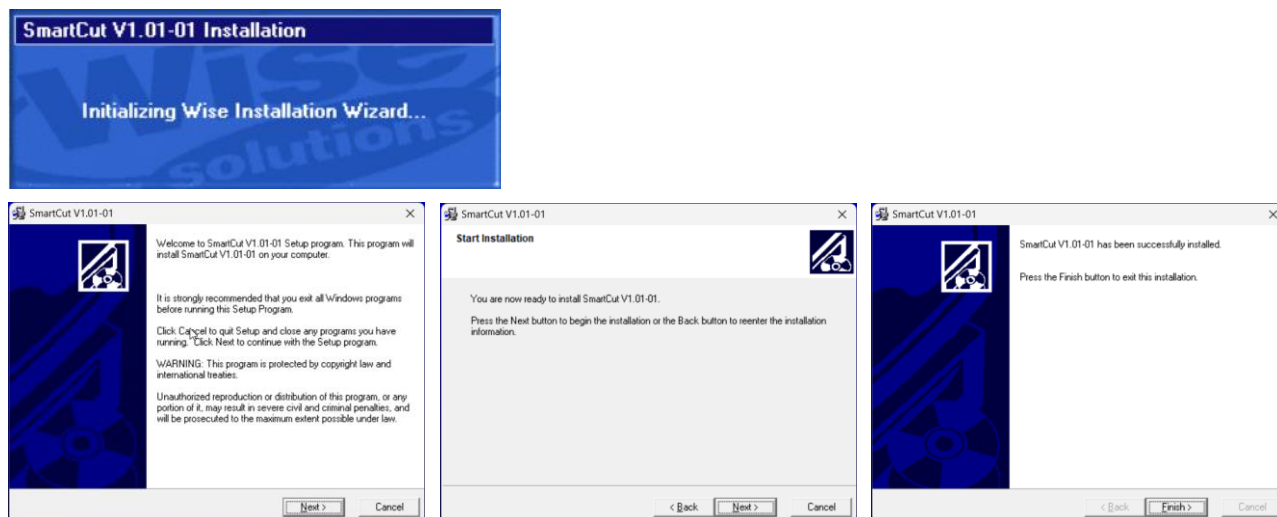 SmartCut V1.01-01 Installation
Wise
Initializing Wise Installation Wizard...
solutions
SmartCut V1.01-01
Welcome to SmartCut V1.01-01 Setup program. This program will
install SmartCut V1.01-01 on your computer.
It is strongly recommended that you exit all Windows programs
before running this Setup Program.
Click Cancel to quit Setup and close any programs you have
running. Click Next to continue with the Setup program.
WARNING: This program is protected by copyright law and
international treaties.
Unauthorized reproduction or distribution of this program, or any
portion of it, may result in severe civil and criminal penalties, and
will be prosecuted to the maximum extent possible under law.
Next >
Cancel
SmartCut V1.01-01
Start Installation
You are now ready to install SmartCut V1.01-01.
Press the Next button to begin the installation or the Back button to reenter the installation
information.
< Back
Next >
Cancel
SmartCut V1.01-01
SmartCut V1.01-01 has been successfully installed.
Press the Finish button to exit this installation.
< Back
Finish >
Cancel